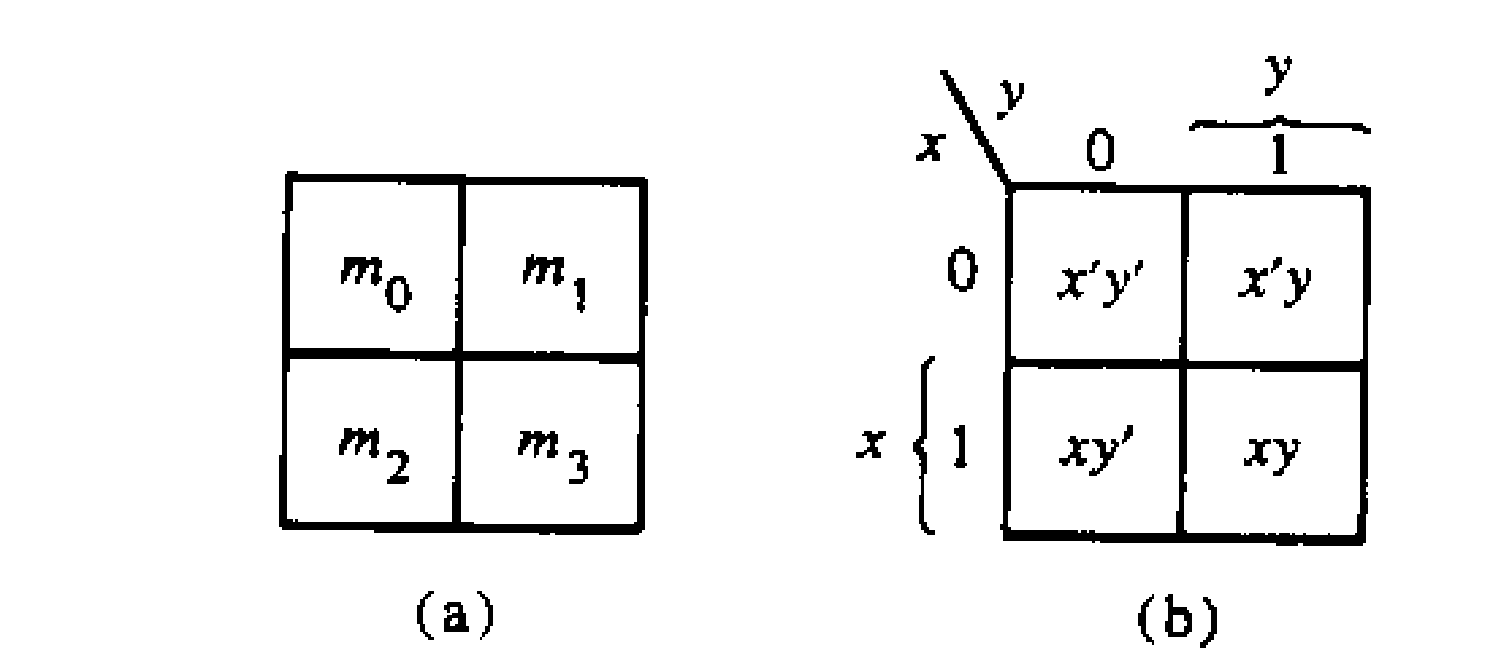 m₀ m₁
m₂ m₃
(a)
y
y
x 0 1
0 x′y′ x′y
x { 1 xy′ xy
(b)